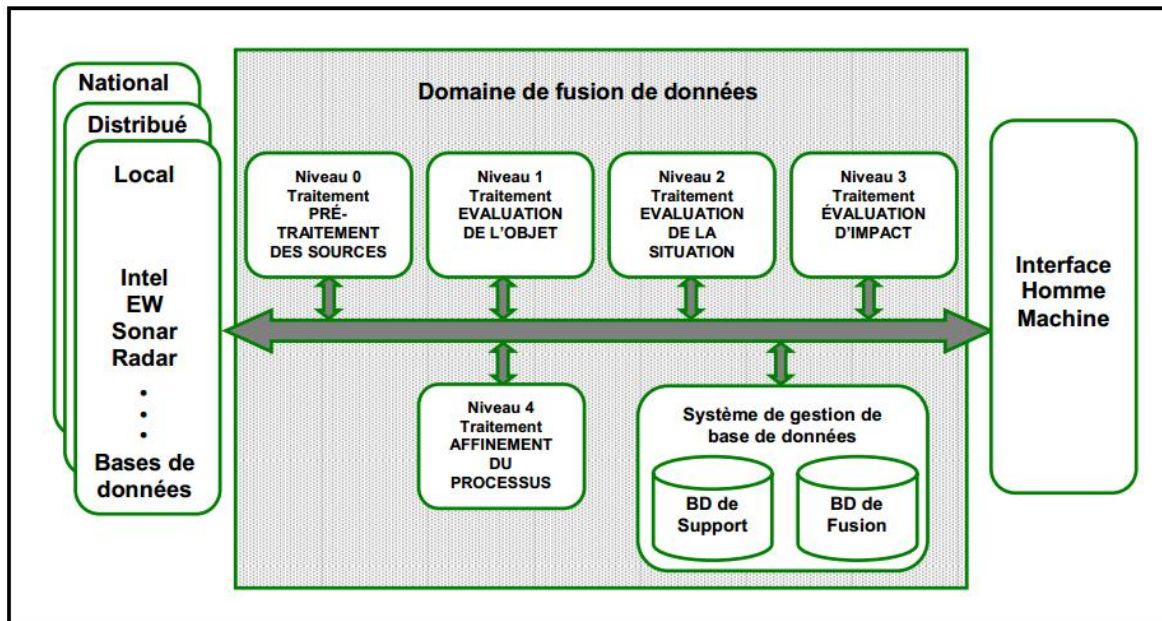 National
Distribué
Local
Intel
EW
Sonar
Radar
•
•
•
Bases de
données
Domaine de fusion de données
Niveau 0
Traitement
PRÉ-
TRAITEMENT
DES SOURCES
Niveau 1
Traitement
EVALUATION
DE L'OBJET
Niveau 2
Traitement
EVALUATION
DE LA
SITUATION
Niveau 3
Traitement
ÉVALUATION
D'IMPACT
Niveau 4
Traitement
AFFINEMENT
DU
PROCESSUS
Système de gestion de
base de données
BD de
Support
BD de
Fusion
Interface
Homme
Machine